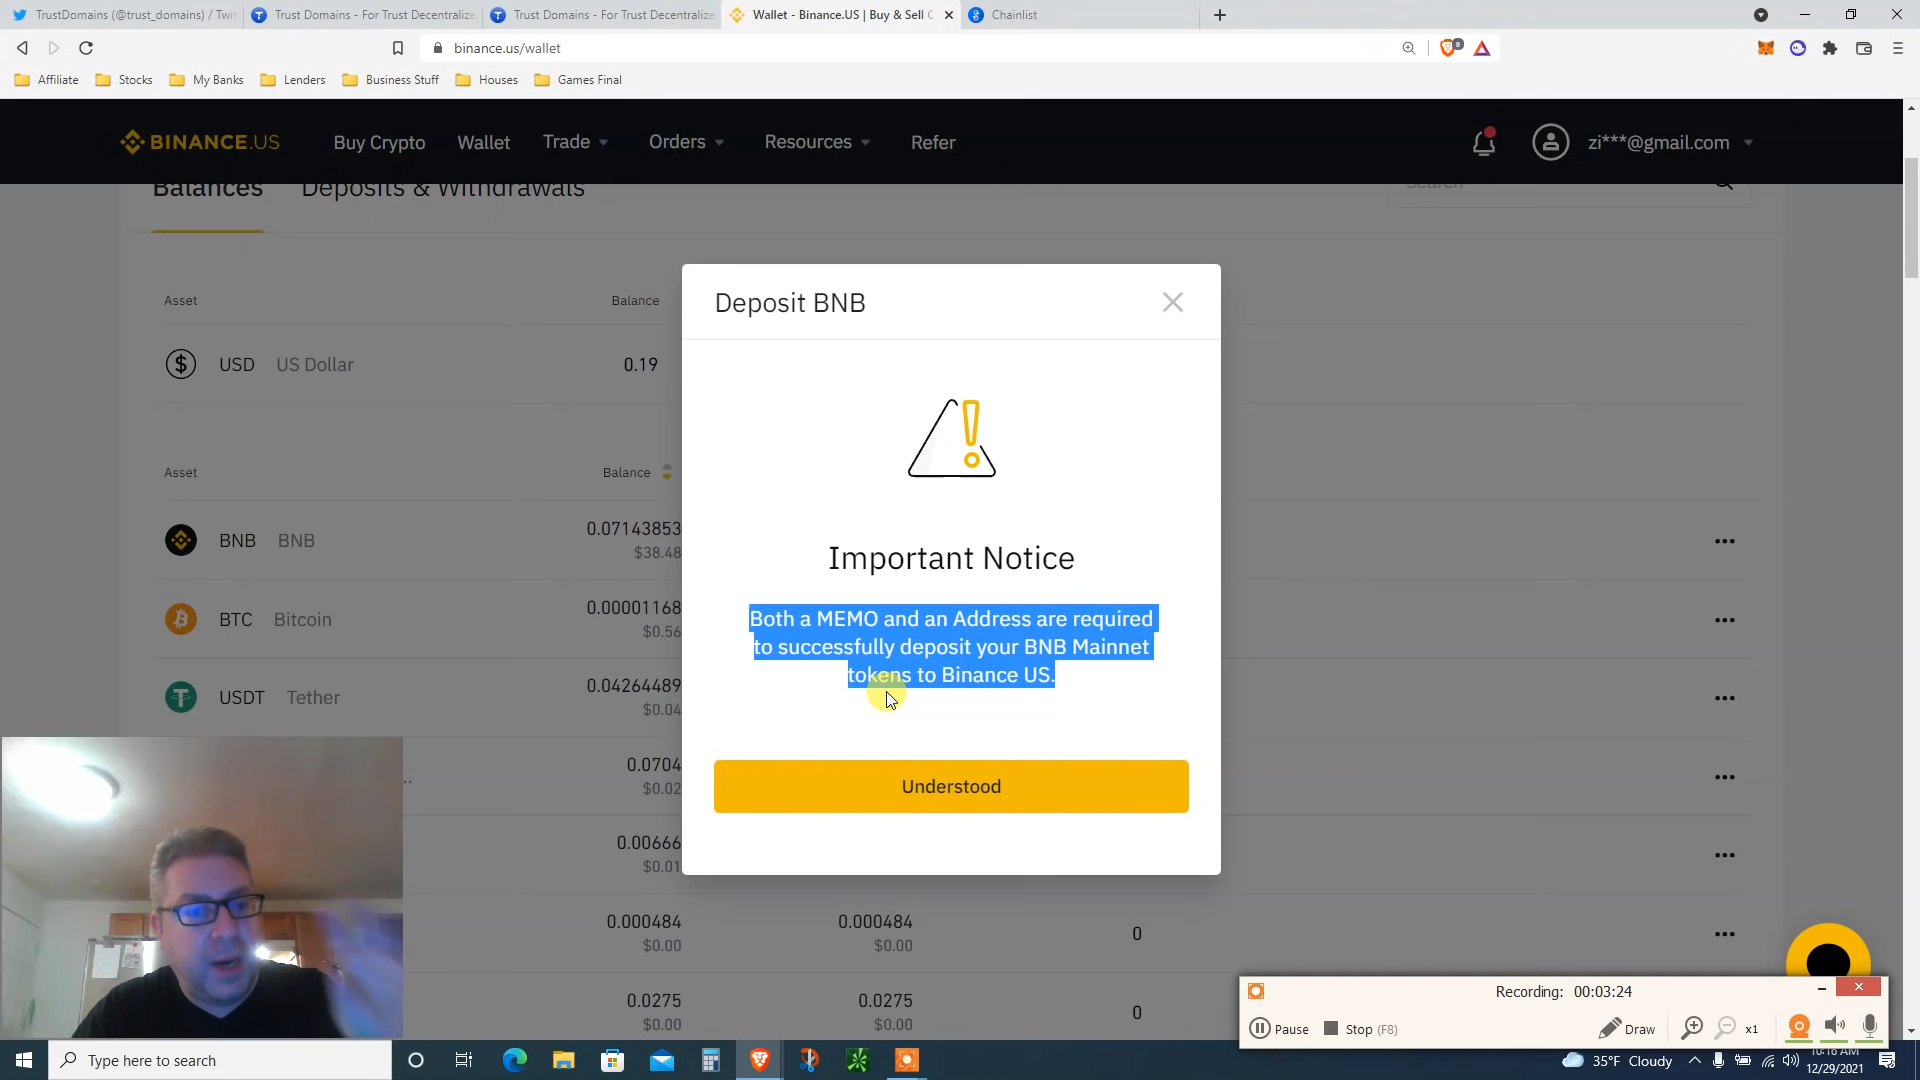 TrustDomains (@trust_domains) / Twit
Trust Domains - For Trust Decentralize
Trust Domains - For Trust Decentralize
Wallet - Binance.US | Buy & Sell C
Chainlist
binance.us/wallet
8
Affiliate
Stocks
My Banks
Lenders
Business Stuff
Houses
Games Final
BINANCE.US
Buy Crypto
Wallet
Trade
Orders
Resources
Refer
zi***@gmail.com
Balances
Deposits & Withdrawals
Search
Asset
Balance
USD
US Dollar
0.19
Asset
Balance
BNB
BNB
0.07143853
$38.48
BTC
Bitcoin
0.00001168
$0.56
USDT
Tether
0.04264489
$0.04
0.0704
$0.02
0.00666
$0.01
0.000484
$0.00
0.000484
$0.00
0
0.0275
$0.00
0.0275
$0.00
0
Deposit BNB
Important Notice
Both a MEMO and an Address are required
to successfully deposit your BNB Mainnet
tokens to Binance US.
Understood
Recording: 00:03:24
Pause
Stop (F8)
Draw
x1
Type here to search
35°F Cloudy
10:16 AM
12/29/2021